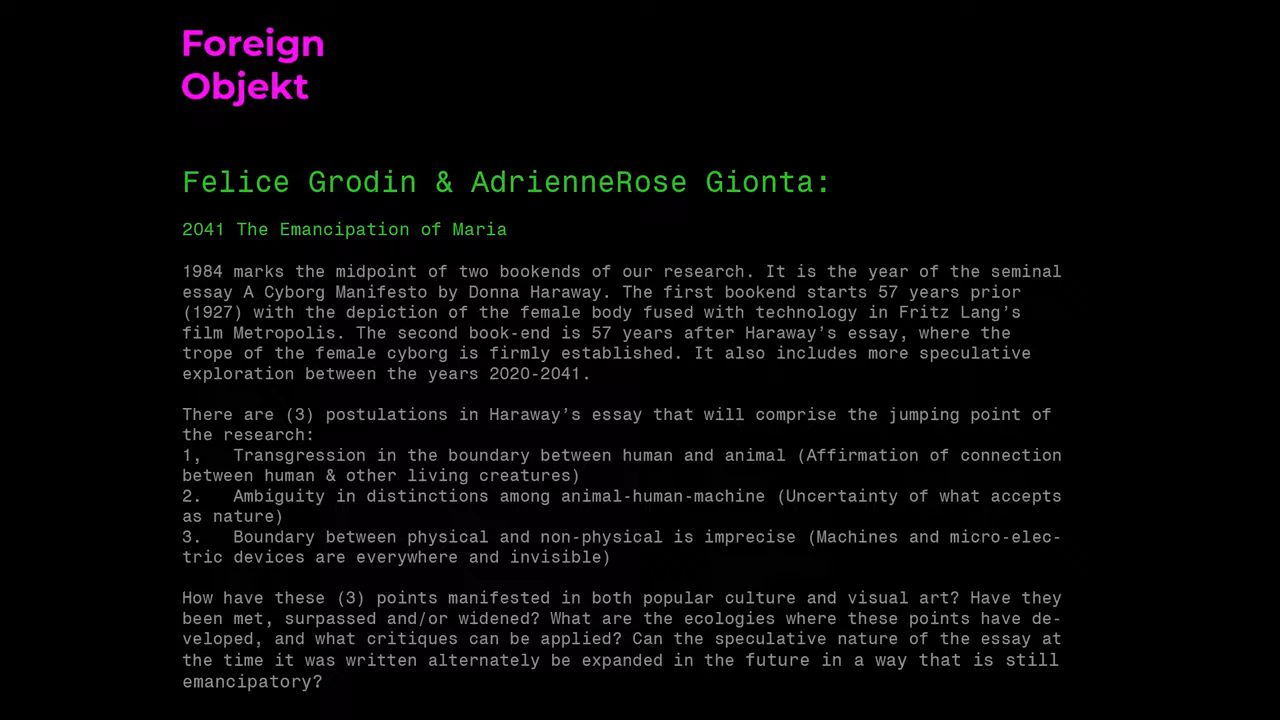 Foreign
Objekt
Felice Grodin & AdrienneRose Gionta:
2041 The Emancipation of Maria
1984 marks the midpoint of two bookends of our research. It is the year of the seminal
essay A Cyborg Manifesto by Donna Haraway. The first bookend starts 57 years prior
(1927) with the depiction of the female body fused with technology in Fritz Lang's
film Metropolis. The second book-end is 57 years after Haraway's essay, where the
trope of the female cyborg is firmly established. It also includes more speculative
exploration between the years 2020-2041.
There are (3) postulations in Haraway's essay that will comprise the jumping point of
the research:
1, Transgression in the boundary between human and animal (Affirmation of connection
between human & other living creatures)
2. Ambiguity in distinctions among animal-human-machine (Uncertainty of what accepts
as nature)
3. Boundary between physical and non-physical is imprecise (Machines and micro-elec-
tric devices are everywhere and invisible)
How have these (3) points manifested in both popular culture and visual art? Have they
been met, surpassed and/or widened? What are the ecologies where these points have de-
veloped, and what critiques can be applied? Can the speculative nature of the essay at
the time it was written alternately be expanded in the future in a way that is still
emancipatory?